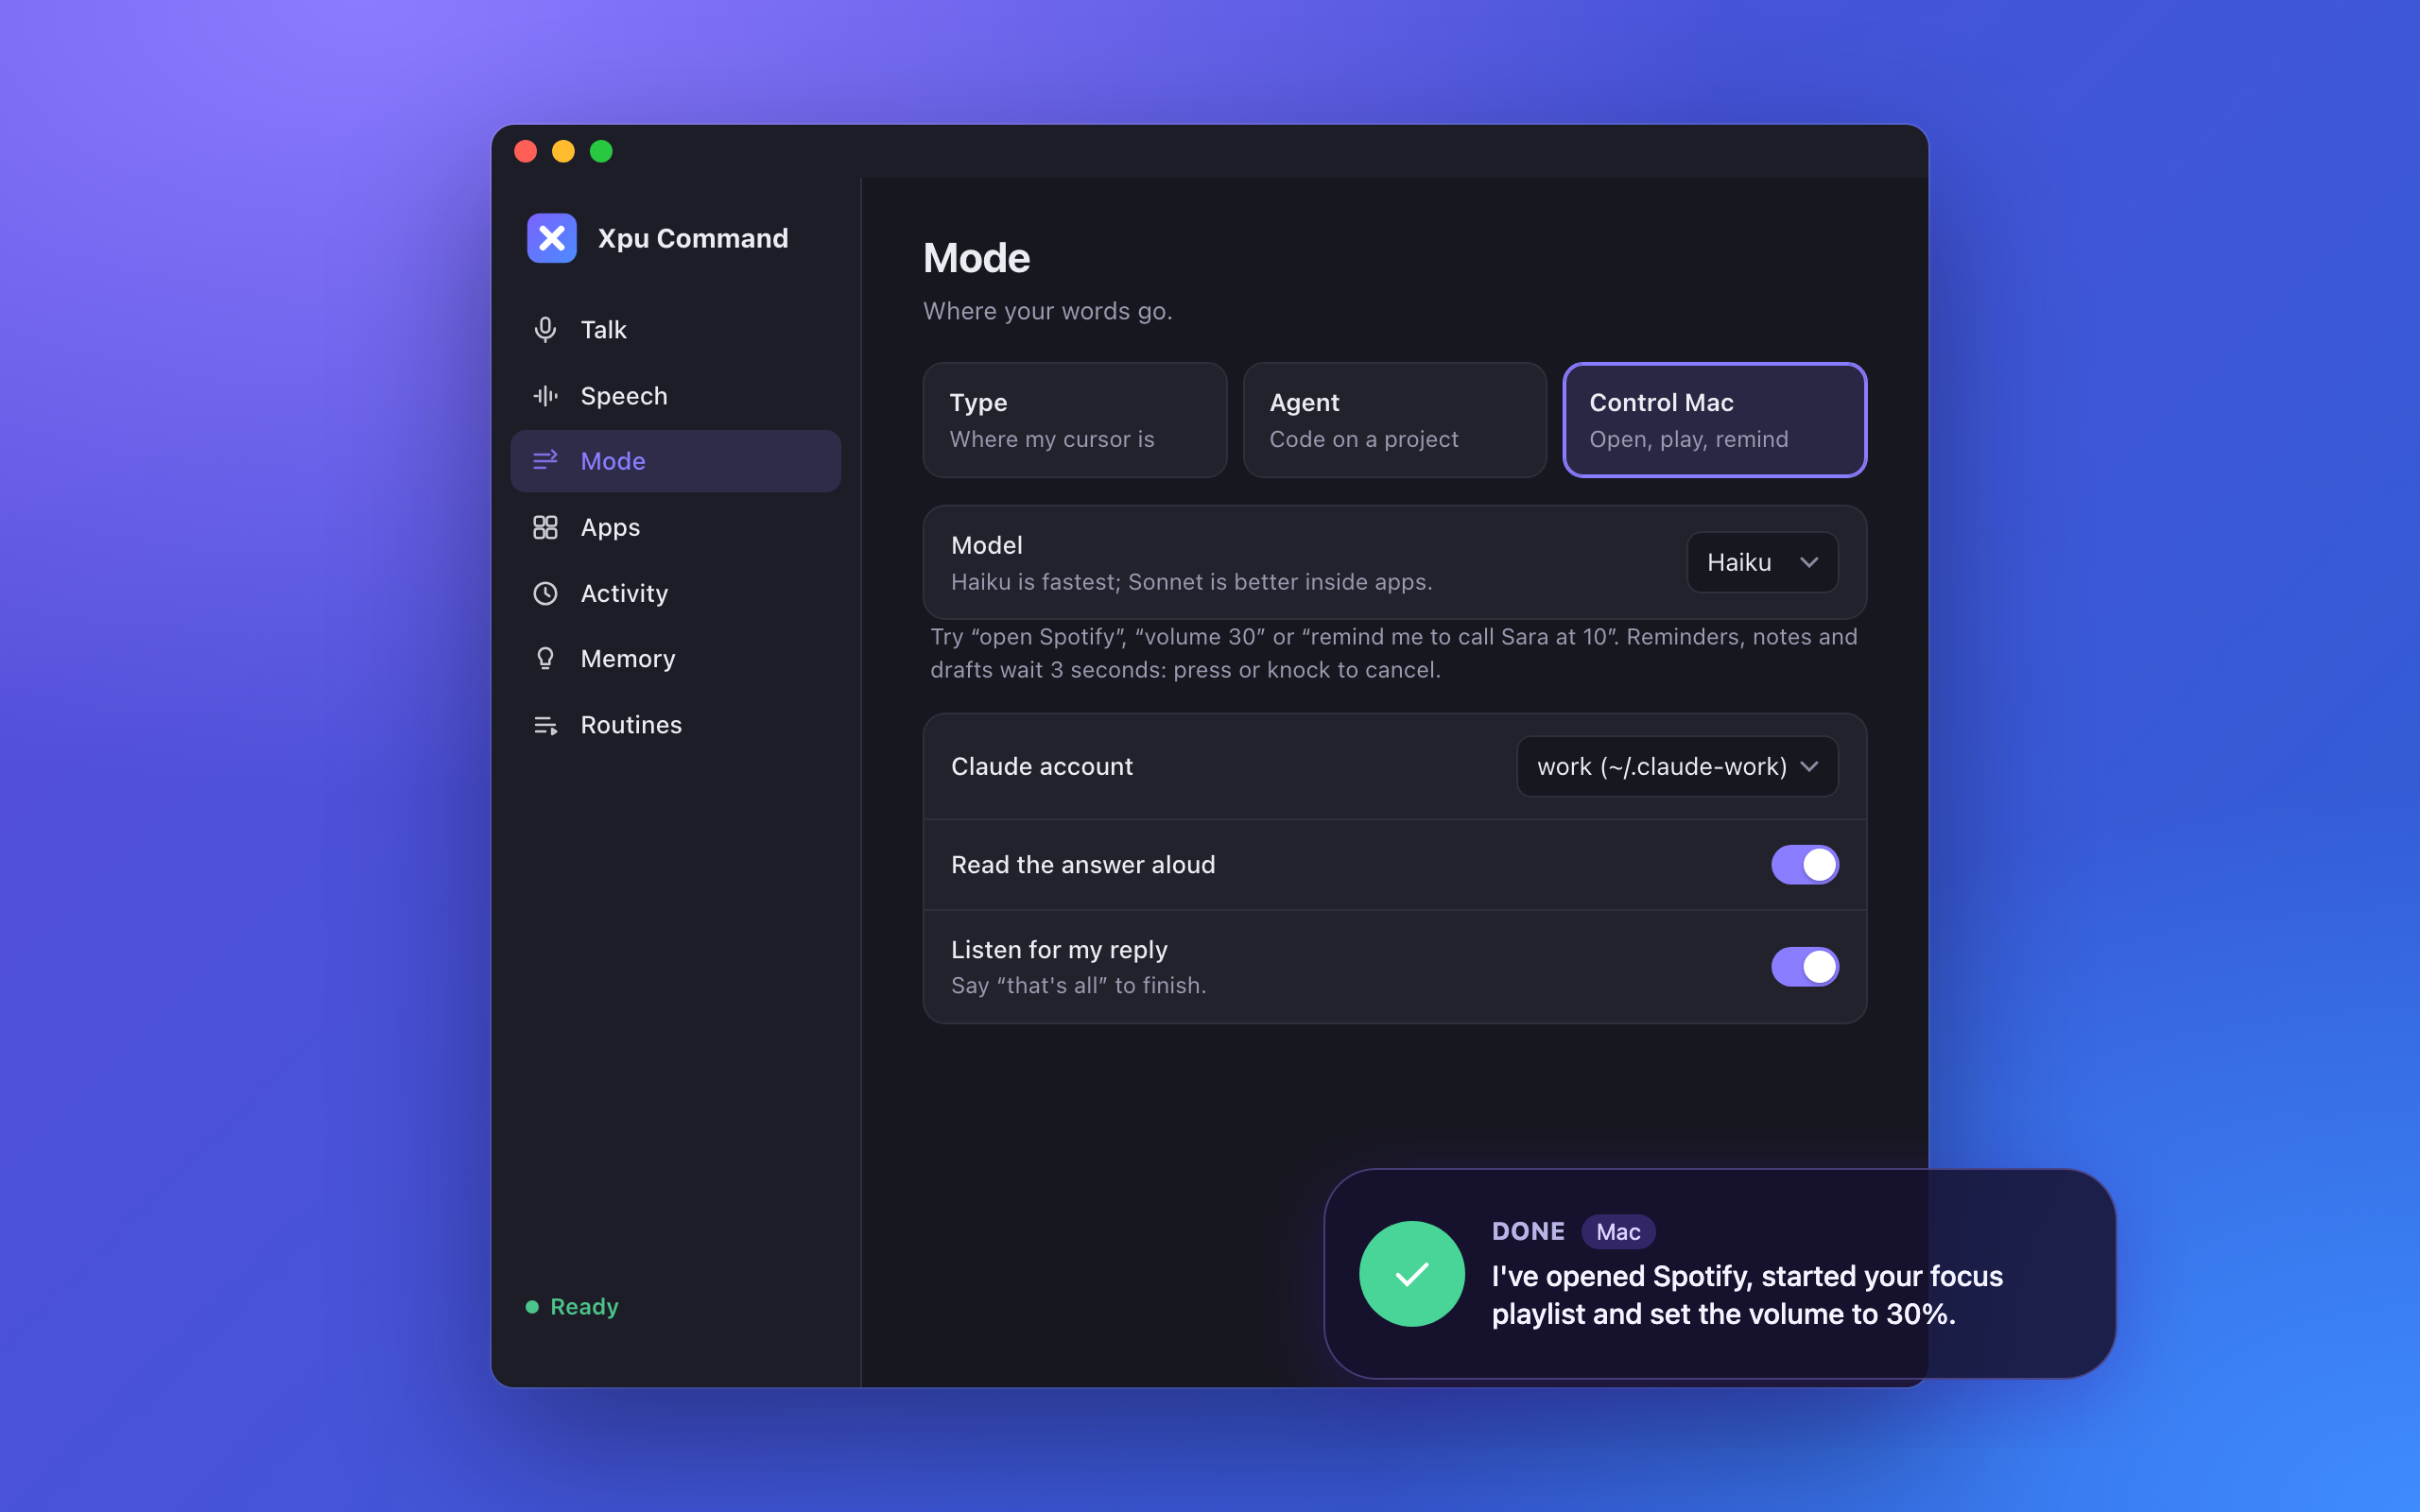 Xpu Command
Talk
Speech
Mode
Apps
Activity
Memory
Routines
Ready
Mode
Where your words go.
Type
Where my cursor is
Agent
Code on a project
Control Mac
Open, play, remind
Model
Haiku is fastest; Sonnet is better inside apps.
Haiku
Try “open Spotify”, “volume 30” or “remind me to call Sara at 10”. Reminders, notes and
drafts wait 3 seconds: press or knock to cancel.
Claude account
work (~/.claude-work)
Read the answer aloud
Listen for my reply
Say “that's all” to finish.
DONE Mac
I've opened Spotify, started your focus
playlist and set the volume to 30%.